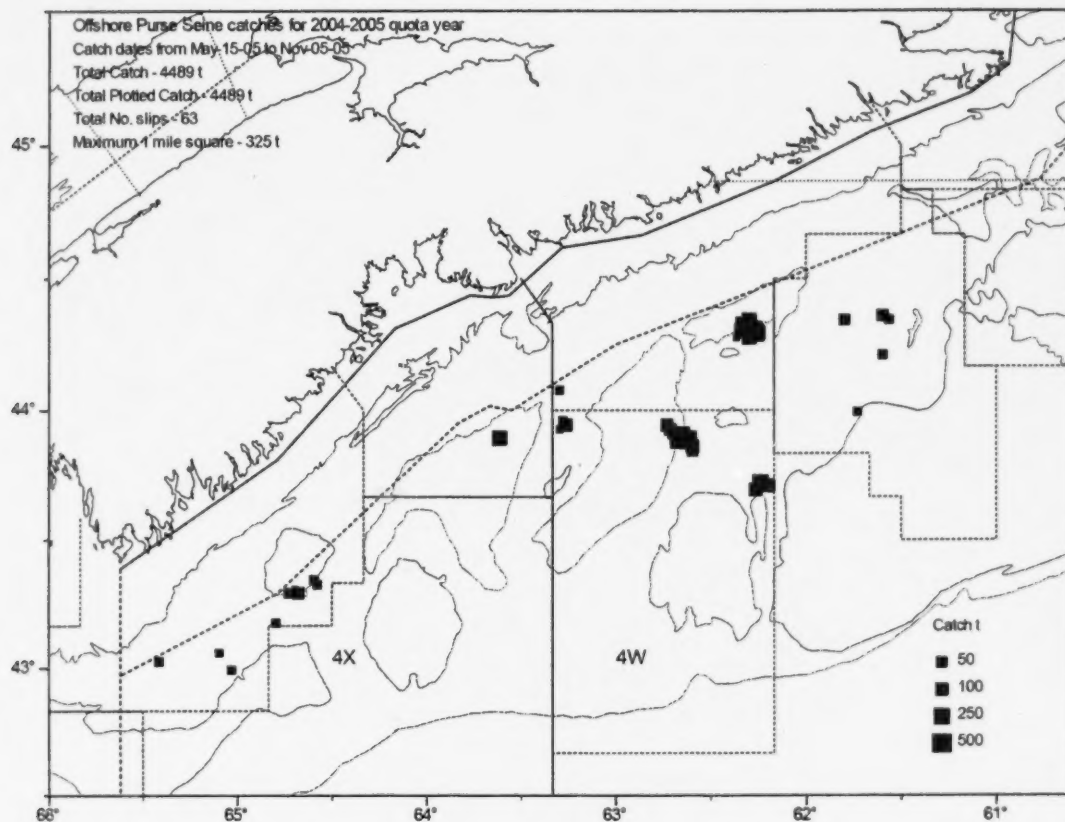 Offshore Purse Seine catches for 2004-2005 quota year
Catch dates from May-15-05 to Nov-05-05
Total Catch - 4489 t
Total Plotted Catch - 4489 t
Total No. slips - 63
Maximum 1 mile square - 325 t
45°
44°
43°
4X
4W
Catch t
50
100
250
500
66°
65°
64°
63°
62°
61°